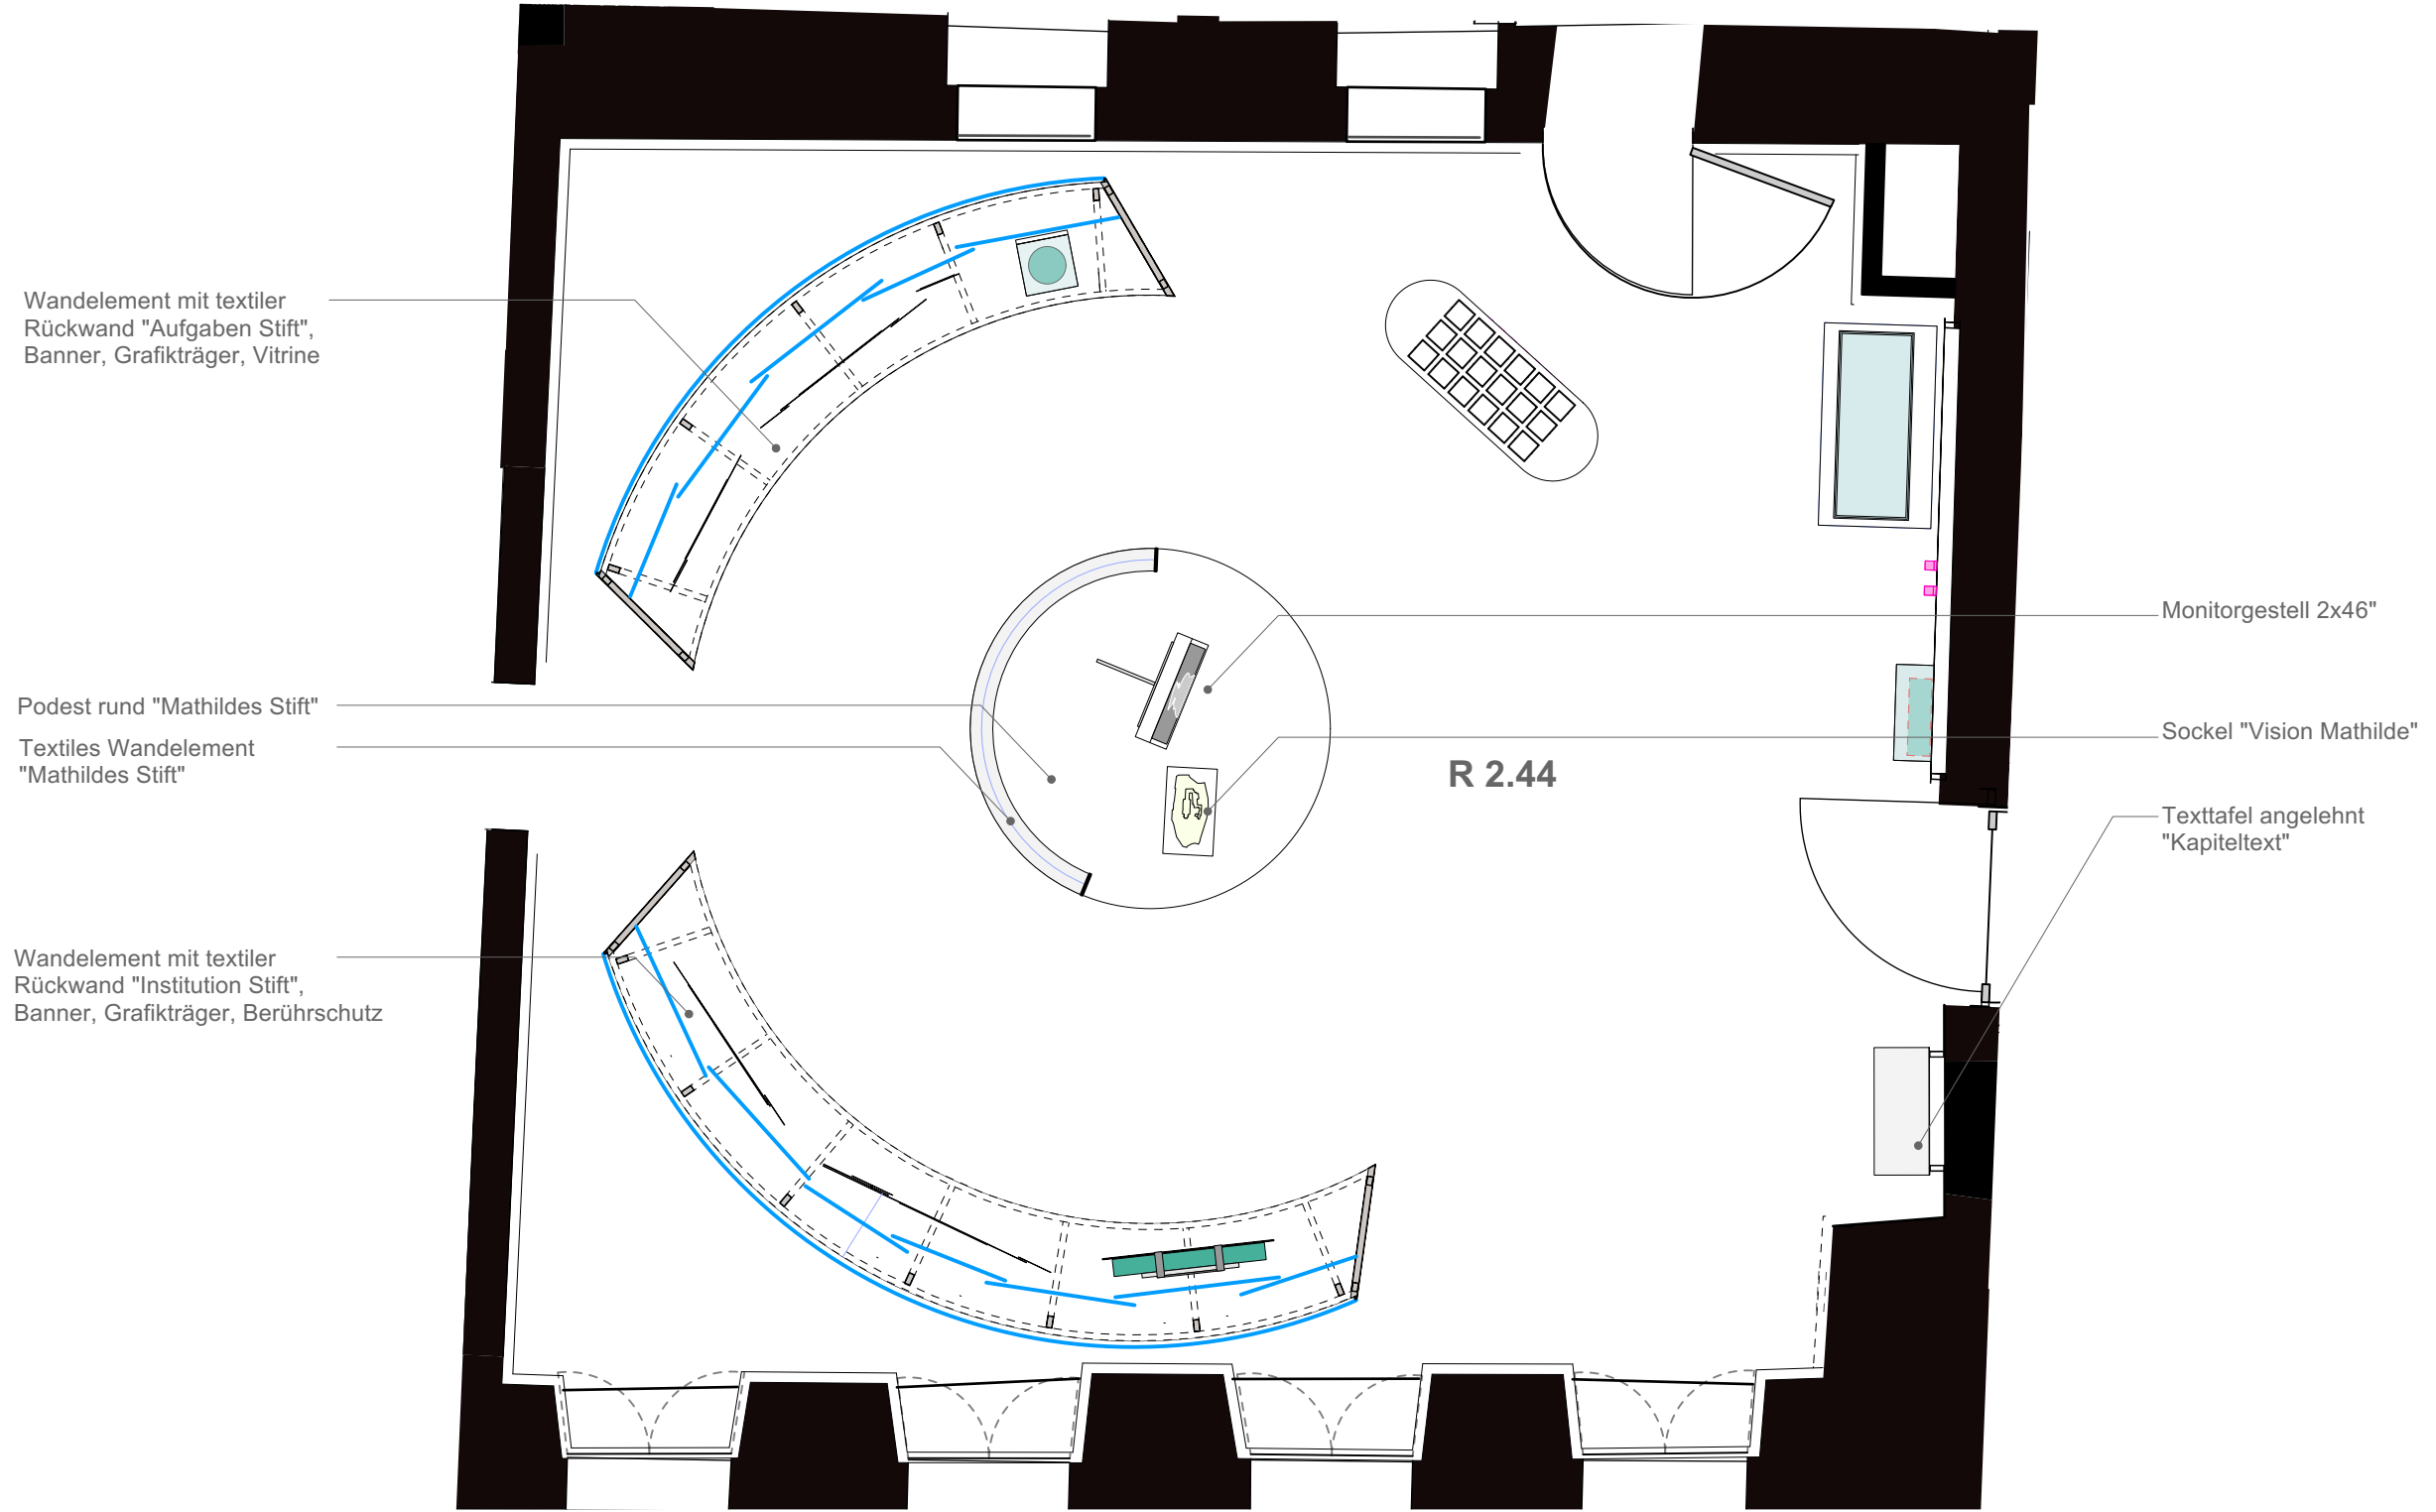 Wandelement mit textiler
Rückwand "Aufgaben Stift",
Banner, Grafikträger, Vitrine
Podest rund "Mathildes Stift"
Textiles Wandelement
"Mathildes Stift"
Wandelement mit textiler
Rückwand "Institution Stift",
Banner, Grafikträger, Berührschutz
R 2.44
Monitorgestell 2x46"
Sockel "Vision Mathilde"
Texttafel angelehnt
"Kapiteltext"